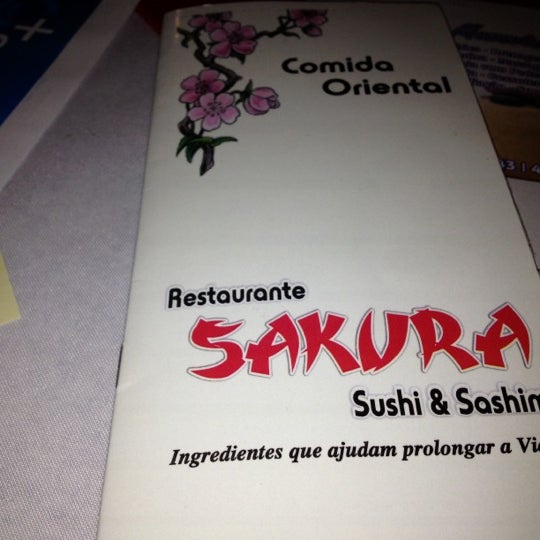 Comida
Oriental
Restaurante
SAKURA
Sushi & Sashim
Ingredientes que ajudam prolongar a Vi